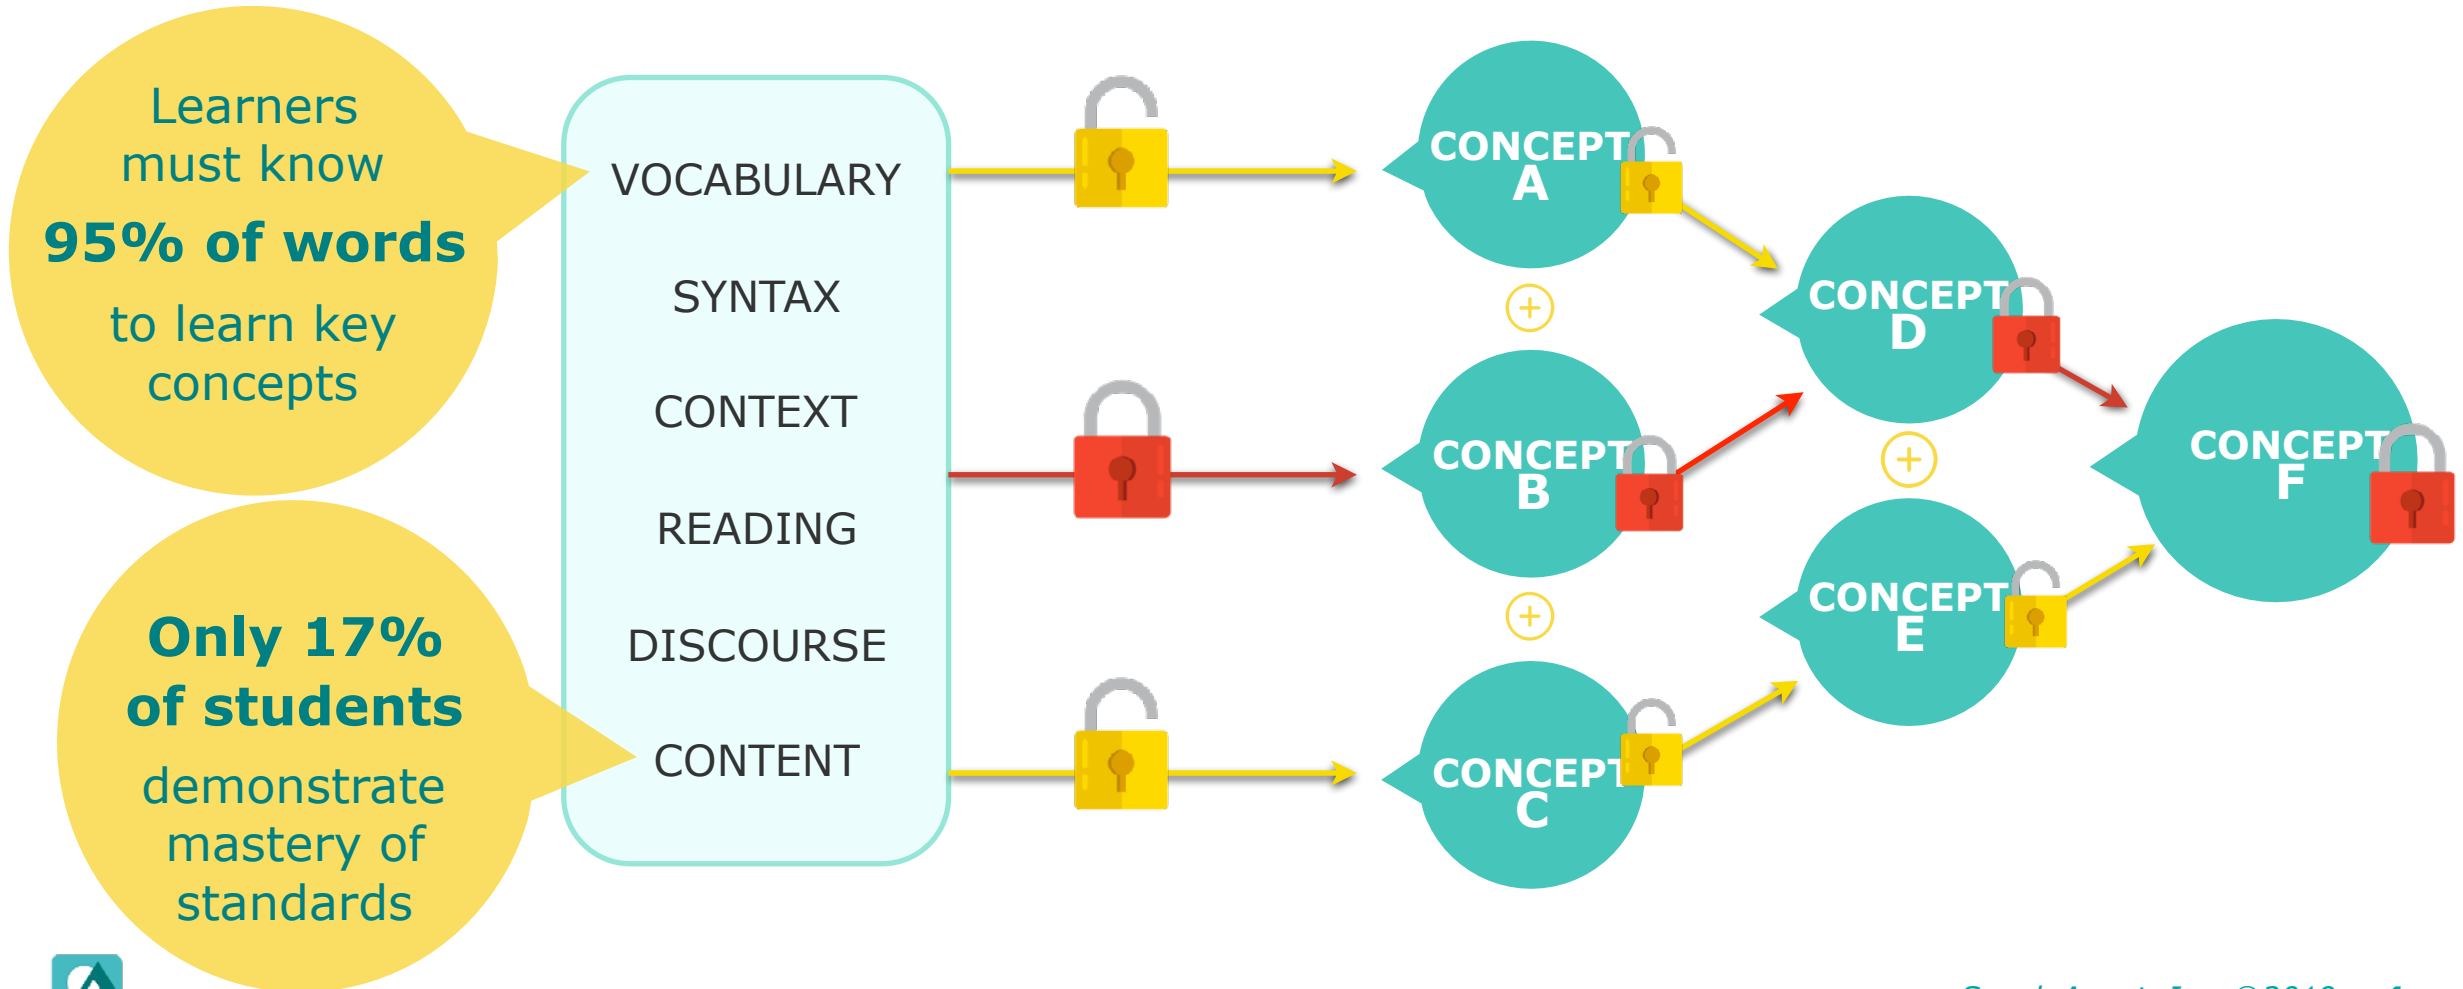 Learners
must know
95% of words
to learn key
concepts
Only 17%
of students
demonstrate
mastery of
standards
VOCABULARY
SYNTAX
CONTEXT
READING
DISCOURSE
CONTENT
CONCEPT
A
CONCEPT
B
CONCEPT
C
CONCEPT
D
CONCEPT
E
CONCEPT
F